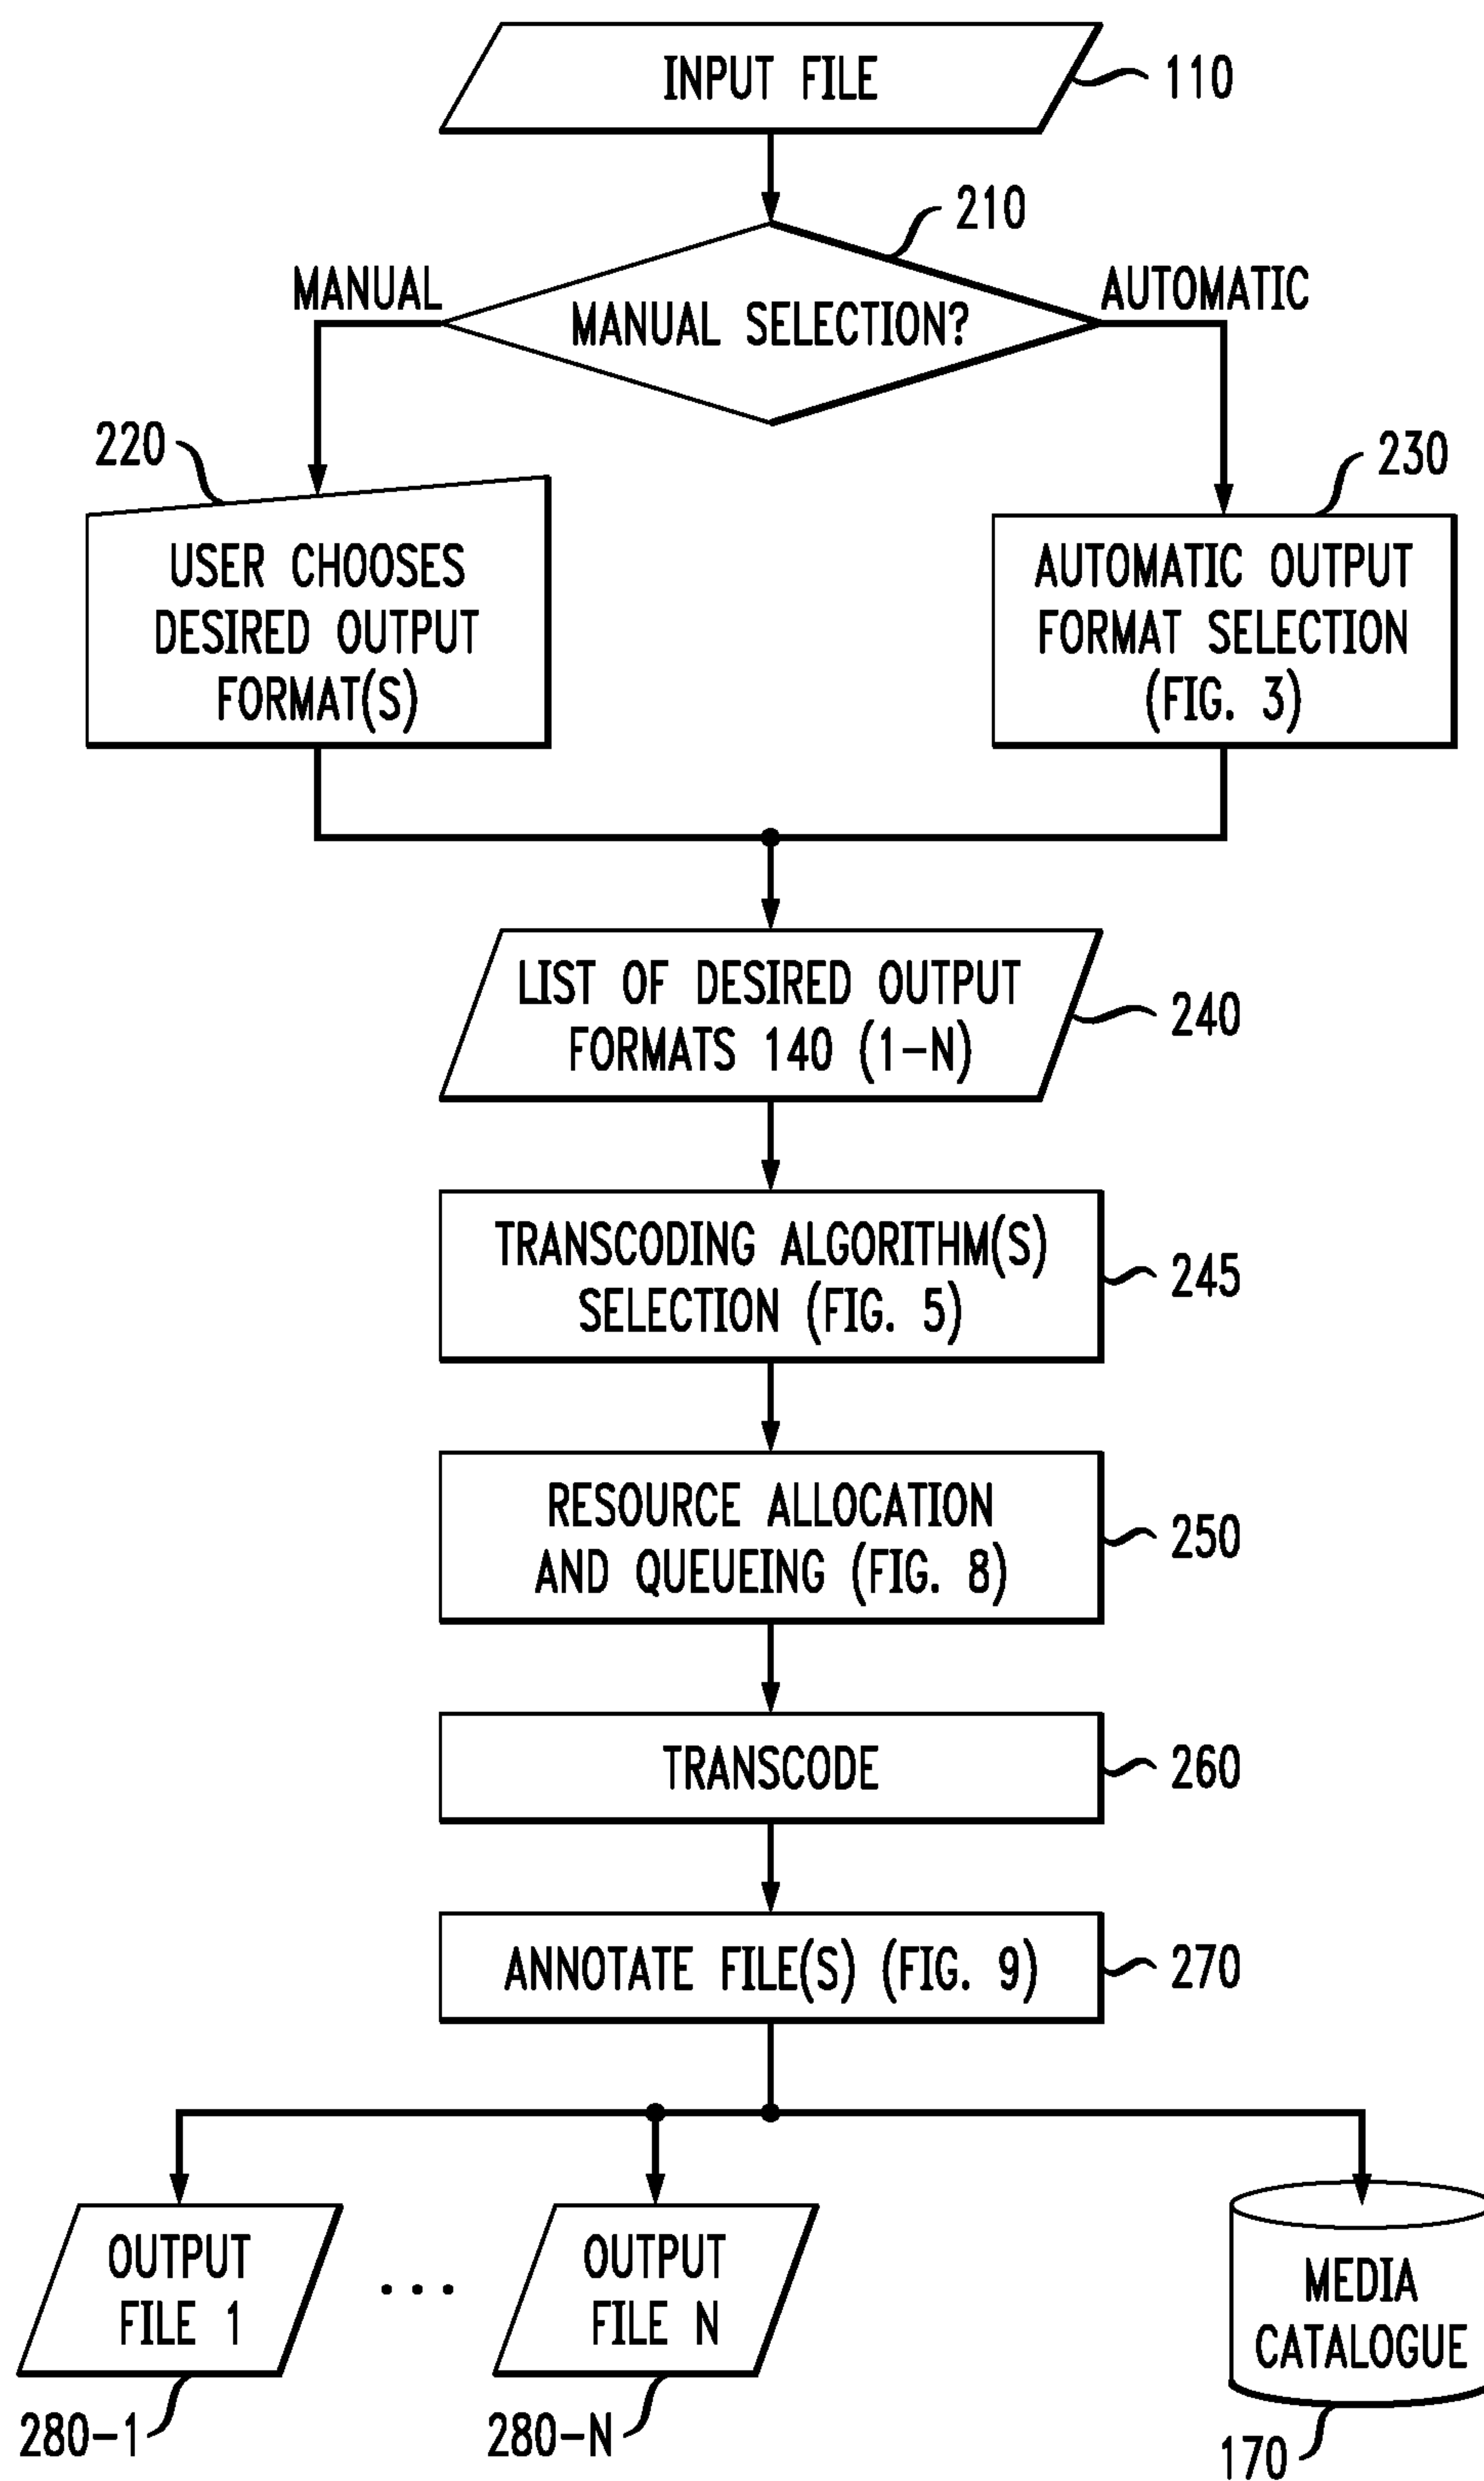 INPUT FILE
110
210
MANUAL
AUTOMATIC
MANUAL SELECTION?
220
230
USER CHOOSES
DESIRED OUTPUT
FORMAT(S)
AUTOMATIC OUTPUT
FORMAT SELECTION
(FIG. 3)
LIST OF DESIRED OUTPUT
FORMATS 140 (1-N)
240
TRANSCODING ALGORITHM(S)
SELECTION (FIG. 5)
245
RESOURCE ALLOCATION
AND QUEUEING (FIG. 8)
250
TRANSCODE
260
ANNOTATE FILE(S) (FIG. 9)
270
OUTPUT
FILE 1
...
OUTPUT
FILE N
MEDIA
CATALOGUE
280-1
280-N
170